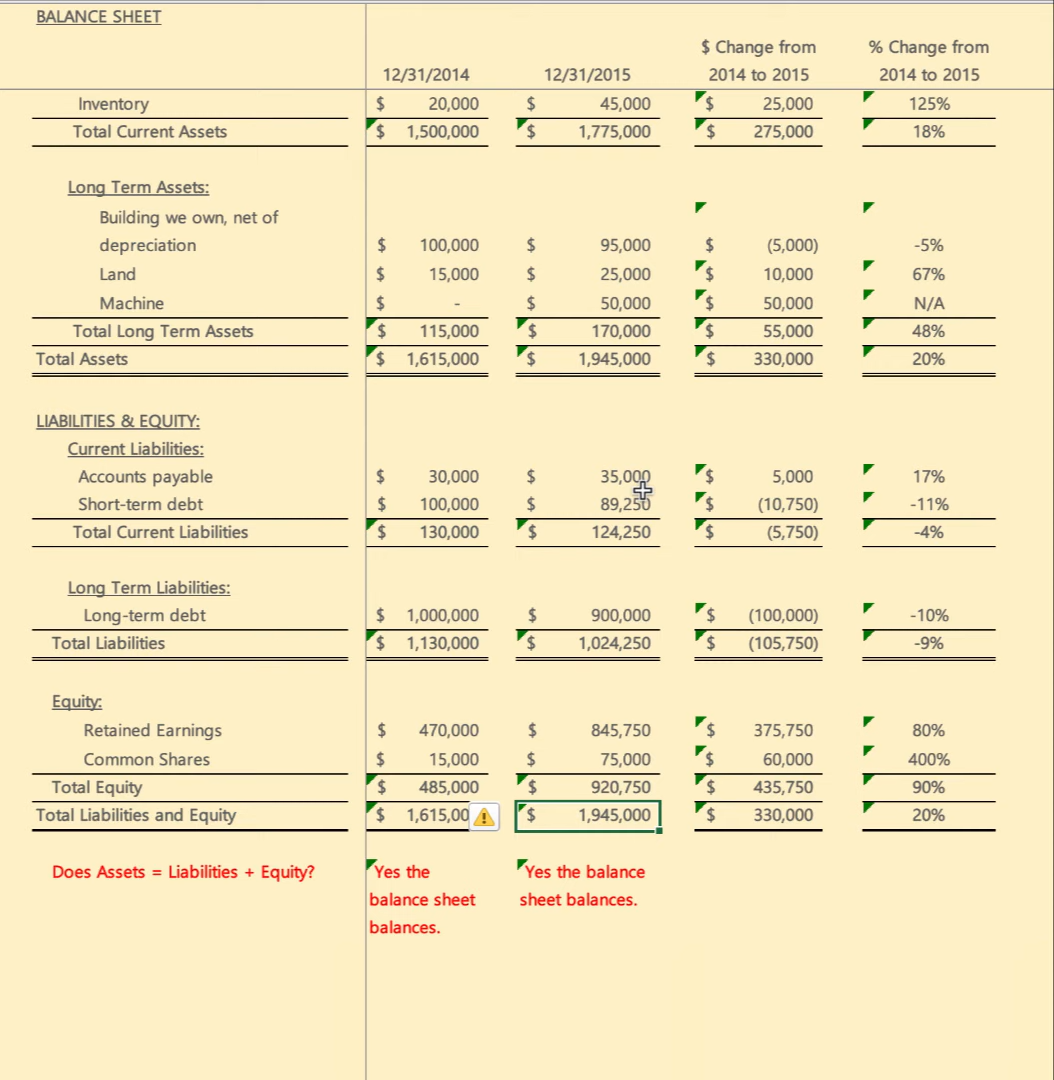 BALANCE SHEET
$ Change from % Change from
12/31/2014 12/31/2015 2014 to 2015 2014 to 2015
Inventory $ 20,000 $ 45,000 $ 25,000 125%
Total Current Assets $ 1,500,000 $ 1,775,000 $ 275,000 18%
Long Term Assets:
Building we own, net of
depreciation $ 100,000 $ 95,000 $ (5,000) -5%
Land $ 15,000 $ 25,000 $ 10,000 67%
Machine $ - $ 50,000 $ 50,000 N/A
Total Long Term Assets $ 115,000 $ 170,000 $ 55,000 48%
Total Assets $ 1,615,000 $ 1,945,000 $ 330,000 20%
LIABILITIES & EQUITY:
Current Liabilities:
Accounts payable $ 30,000 $ 35,000 $ 5,000 17%
Short-term debt $ 100,000 $ 89,250 $ (10,750) -11%
Total Current Liabilities $ 130,000 $ 124,250 $ (5,750) -4%
Long Term Liabilities:
Long-term debt $ 1,000,000 $ 900,000 $ (100,000) -10%
Total Liabilities $ 1,130,000 $ 1,024,250 $ (105,750) -9%
Equity:
Retained Earnings $ 470,000 $ 845,750 $ 375,750 80%
Common Shares $ 15,000 $ 75,000 $ 60,000 400%
Total Equity $ 485,000 $ 920,750 $ 435,750 90%
Total Liabilities and Equity $ 1,615,00 $ 1,945,000 $ 330,000 20%
Does Assets = Liabilities + Equity? Yes the Yes the balance
balance sheet sheet balances.
balances.